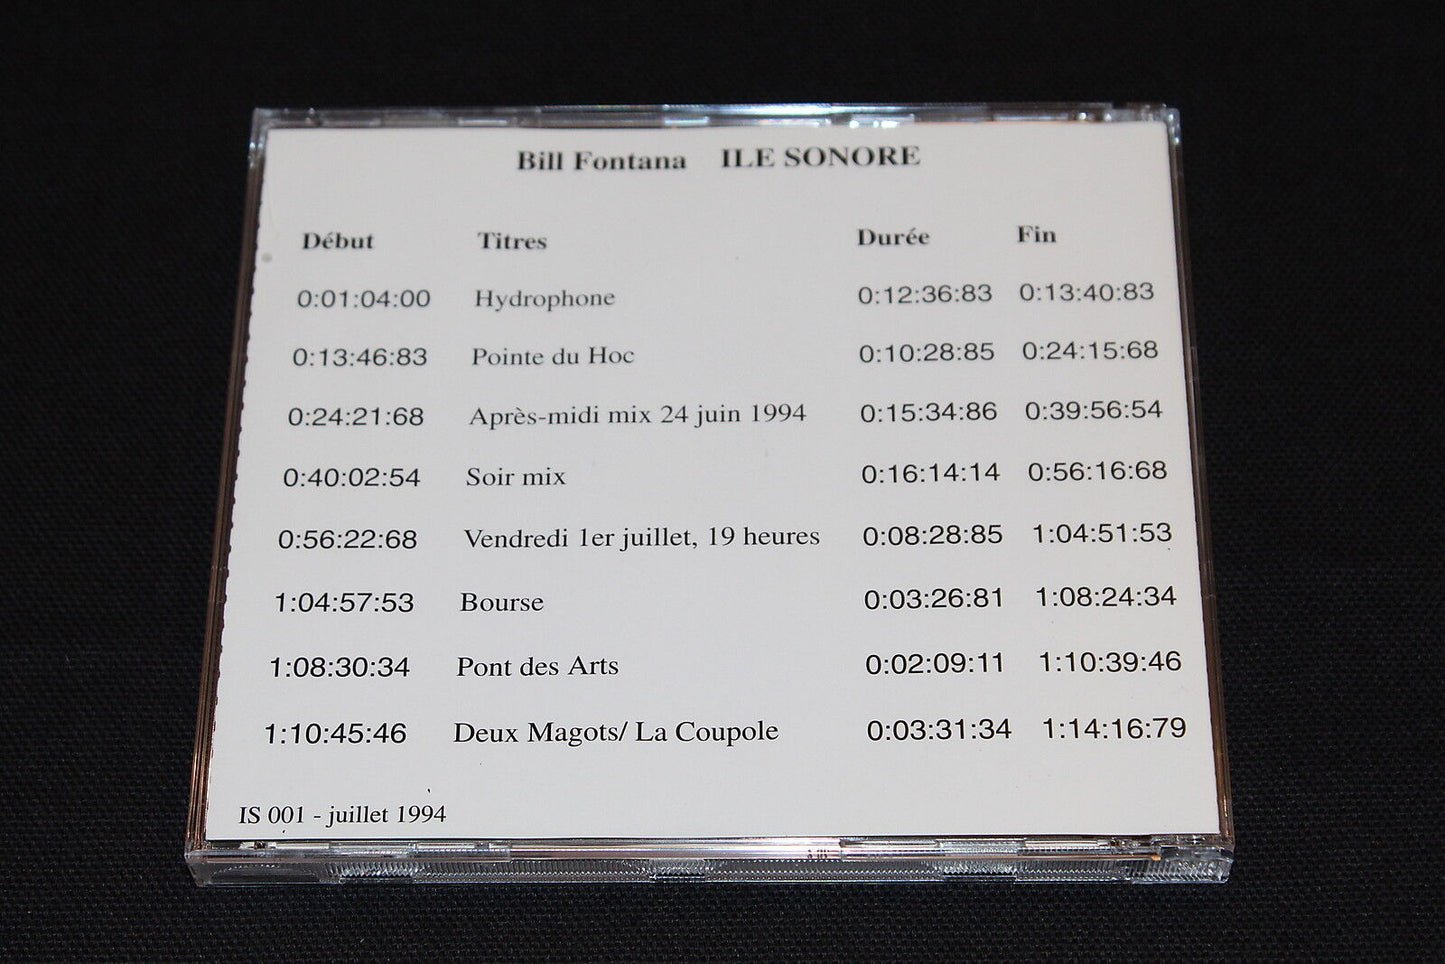 Bill Fontana ILE SONORE
Début Titres Durée Fin
0:01:04:00 Hydrophone 0:12:36:83 0:13:40:83
0:13:46:83 Pointe du Hoc 0:10:28:85 0:24:15:68
0:24:21:68 Après-midi mix 24 juin 1994 0:15:34:86 0:39:56:54
0:40:02:54 Soir mix 0:16:14:14 0:56:16:68
0:56:22:68 Vendredi 1er juillet, 19 heures 0:08:28:85 1:04:51:53
1:04:57:53 Bourse 0:03:26:81 1:08:24:34
1:08:30:34 Pont des Arts 0:02:09:11 1:10:39:46
1:10:45:46 Deux Magots/ La Coupole 0:03:31:34 1:14:16:79
IS 001 - juillet 1994